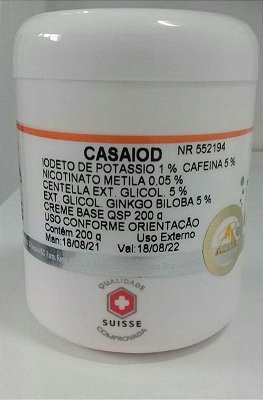 CASAIOD NR 552194
IODETO DE POTASSIO 1 % CAFEINA 5 %
NICOTINATO METILA 0,05 %
CENTELLA EXT. GLICOL. 5 %
EXT. GLICOL. GINKGO BILOBA 5 %
CREME BASE QSP 200 g
USO CONFORME ORIENTAÇÃO
Contém 200 g Uso Externo
Man:18/08/21 Val:18/08/22
QUALIDADE
SUISSE
COMPROVADA